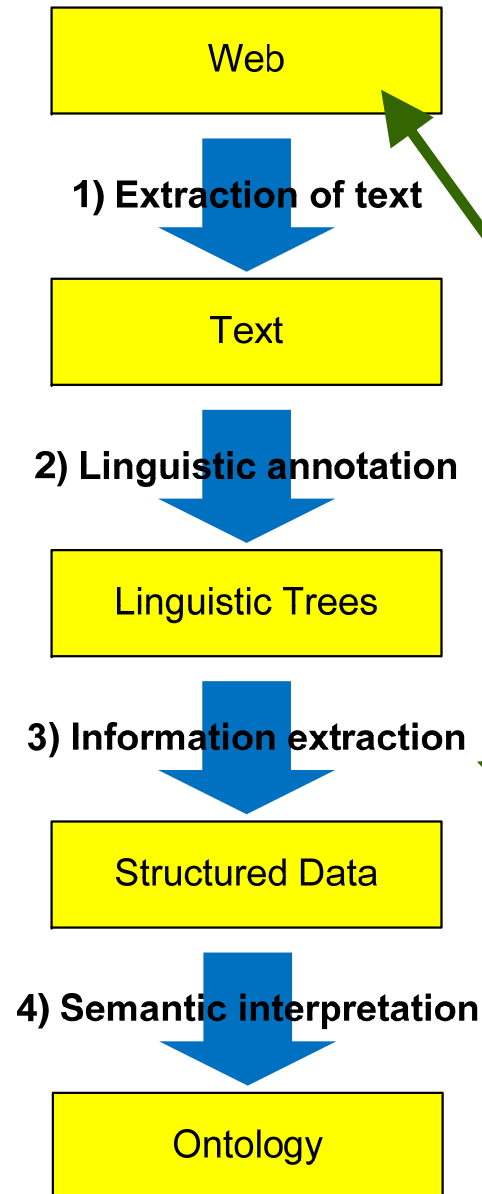 Web
1) Extraction of text
Text
2) Linguistic annotation
Linguistic Trees
3) Information extraction
Structured Data
4) Semantic interpretation
Ontology